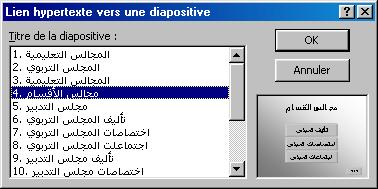 Lien hypertexte vers une diapositive
Titre de la diapositive :
1. المجالس التعليمية
2. المجلس التربوي
3. المجالس التعليمية
4. مجالس الأقسام
5. مجلس التدبير
6. تأليف المجلس التربوي
7. اختصاصات المجلس التربوي
8. اجتماعات المجلس التربوي
9. تأليف مجلس التدبير
10. اختصاصات مجلس التدبير
OK
Annuler
مجالس القسام
تأليف المجلس
اختصاصات المجلس
اجتماعات المجلس